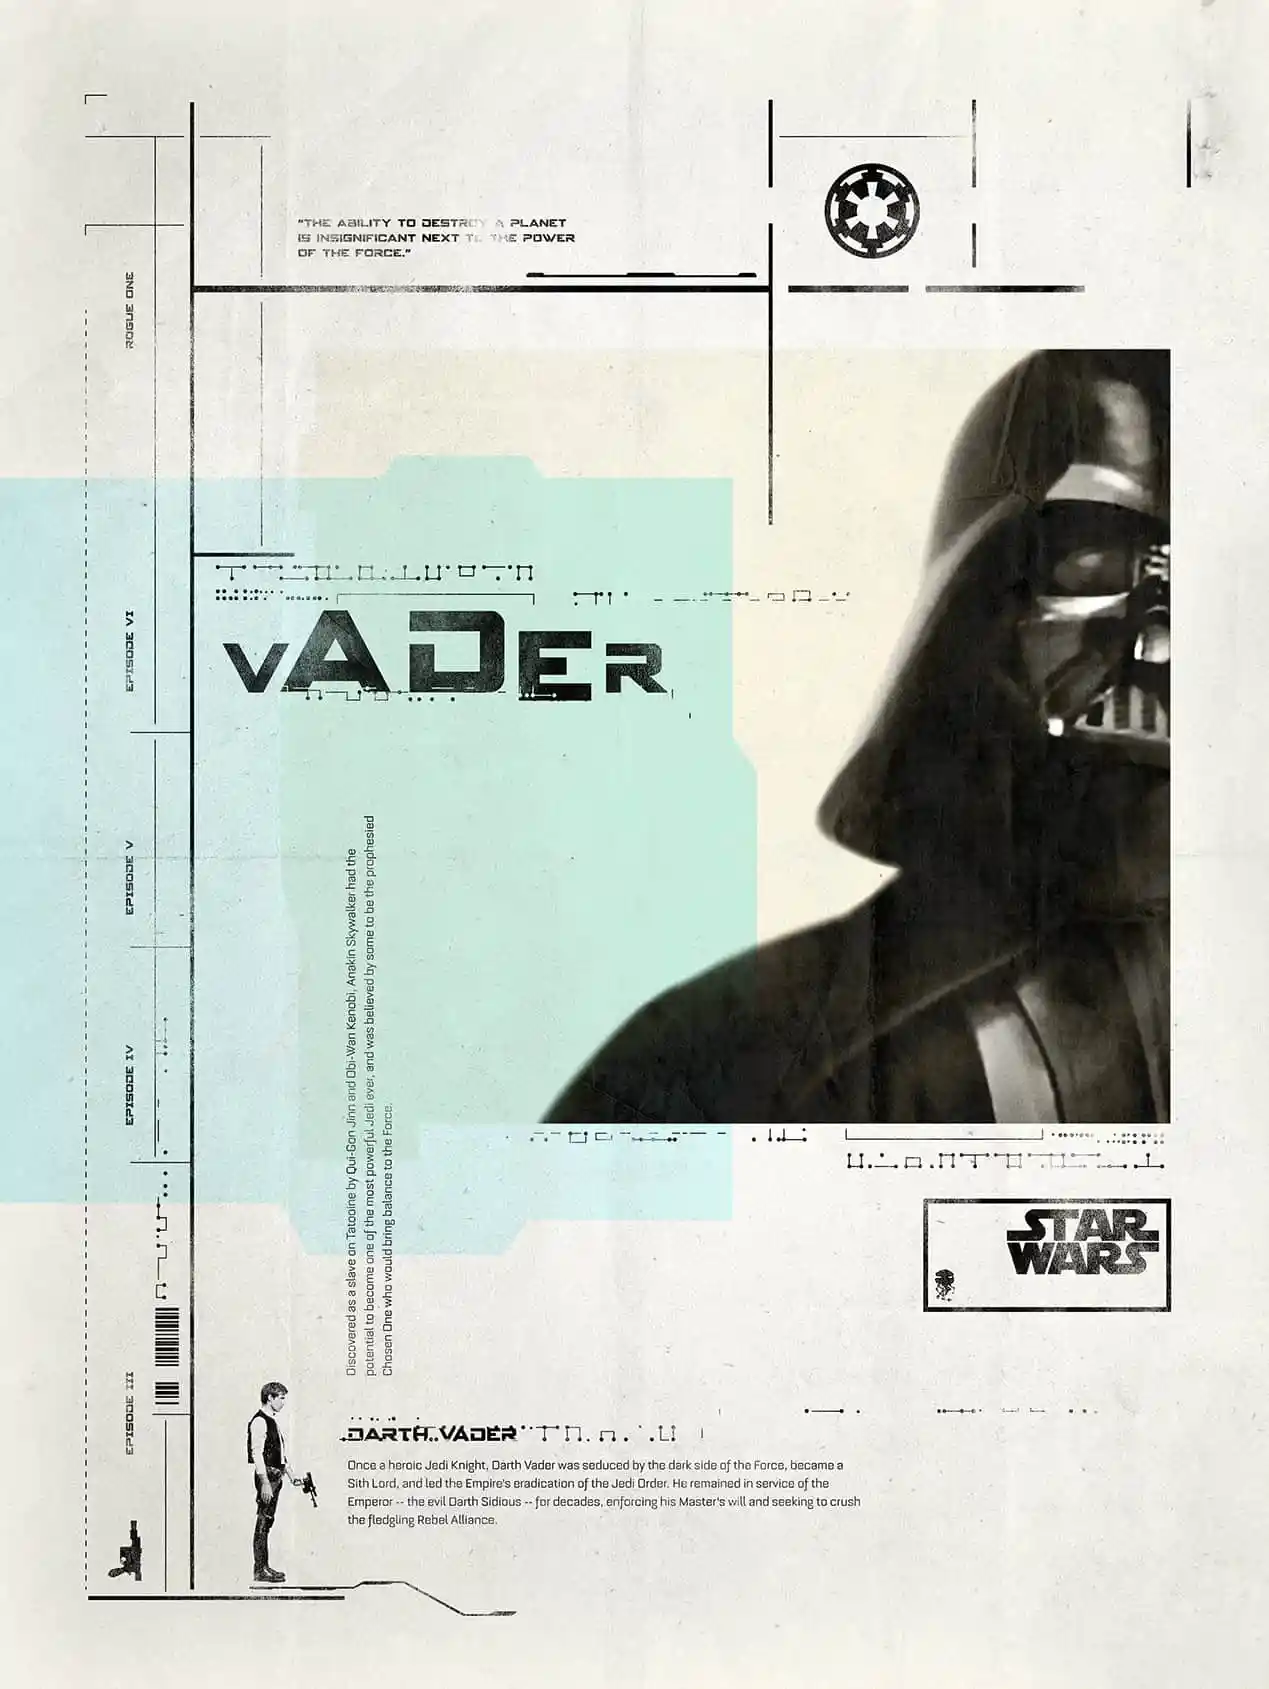 "THE ABILITY TO DESTROY A PLANET
IS INSIGNIFICANT NEXT TO THE POWER
OF THE FORCE."
ROGUE ONE
EPISODE VI
EPISODE V
EPISODE IV
EPISODE III
VADER
Discovered as a slave on Tatooine by Qui-Gon Jinn and Obi-Wan Kenobi, Anakin Skywalker had the
potential to become one of the most powerful Jedi ever, and was believed by some to be the prophesied
Chosen One who would bring balance to the Force.
STAR
WARS
DARTH VADER
Once a heroic Jedi Knight, Darth Vader was seduced by the dark side of the Force, became a
Sith Lord, and led the Empire's eradication of the Jedi Order. He remained in service of the
Emperor -- the evil Darth Sidious -- for decades, enforcing his Master's will and seeking to crush
the fledgling Rebel Alliance.